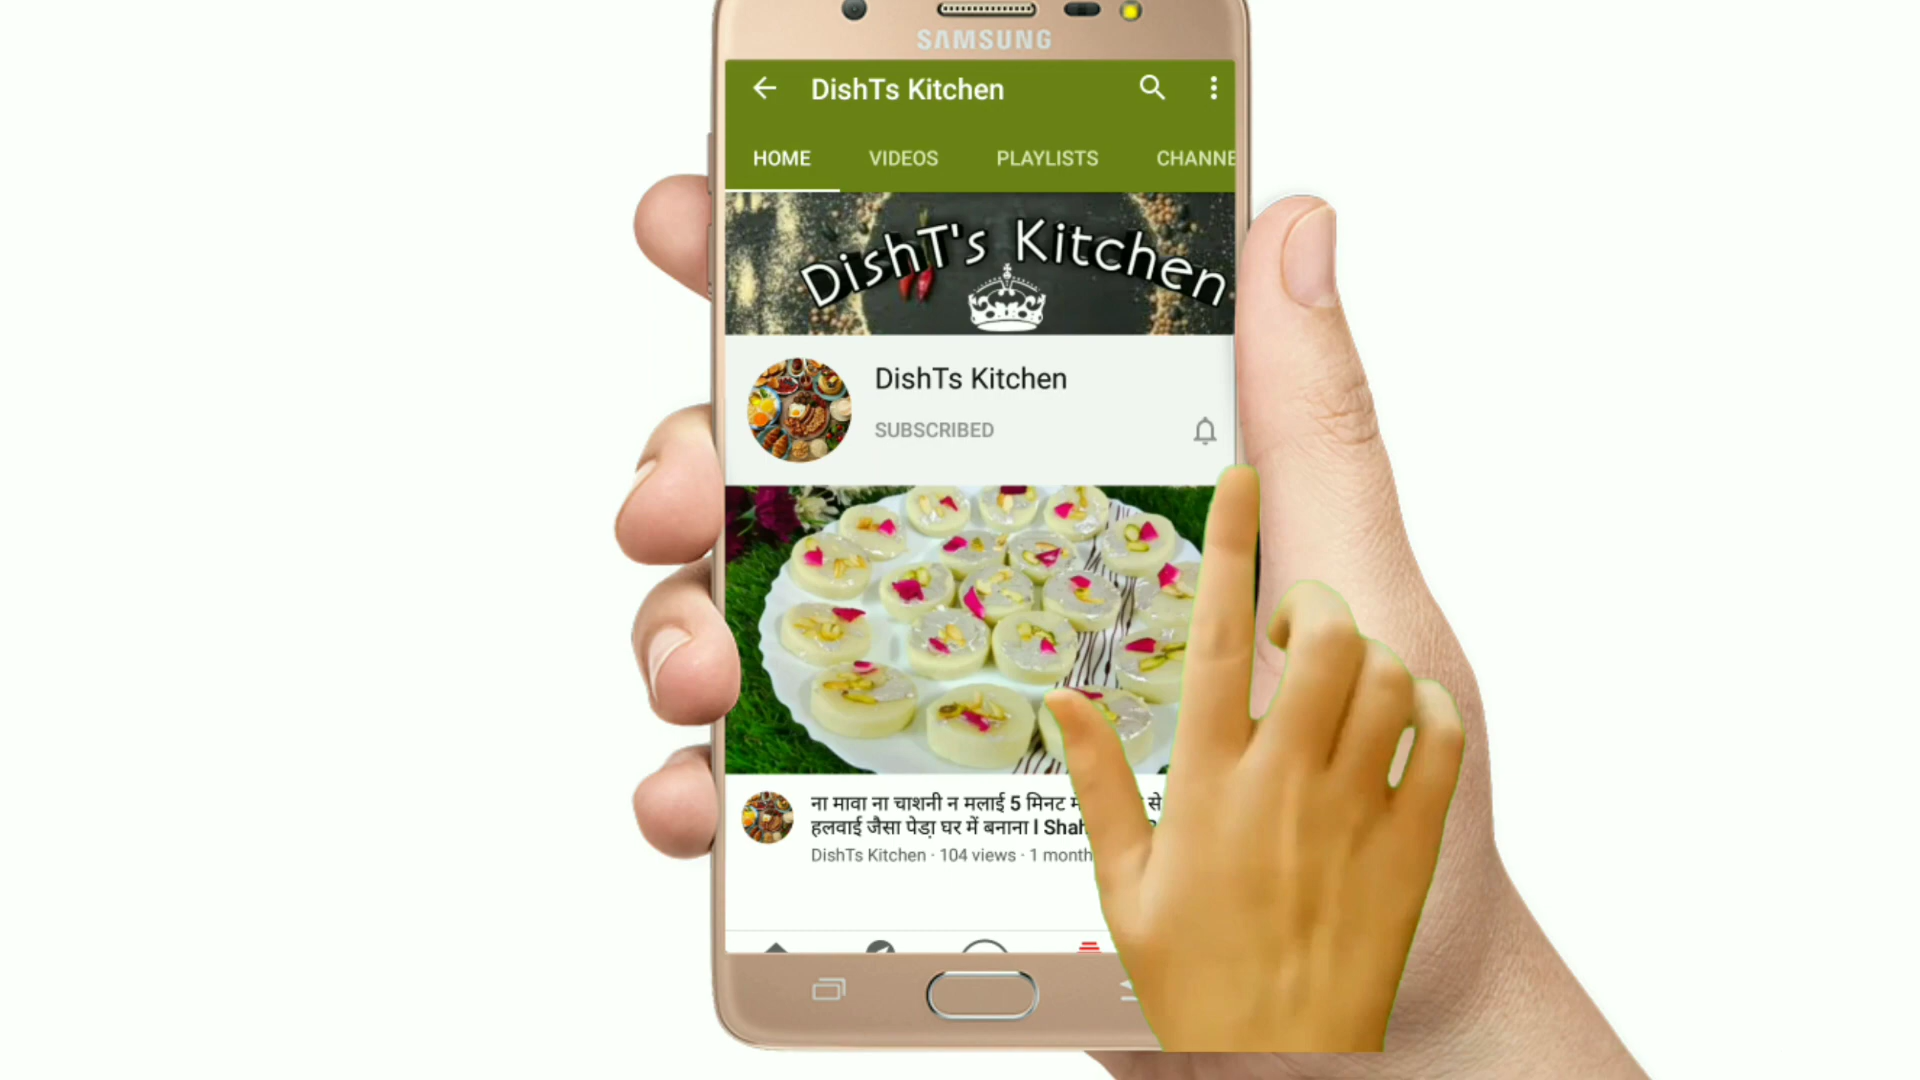 SAMSUNG
DishTs Kitchen
HOME VIDEOS PLAYLISTS CHANNE
DishT's Kitchen
DishTs Kitchen
SUBSCRIBED
ना मावा ना चाशनी न मलाई 5 मिनट से
हलवाई जैसा पेड़ा घर में बनाना I Shah
DishTs Kitchen · 104 views · 1 month